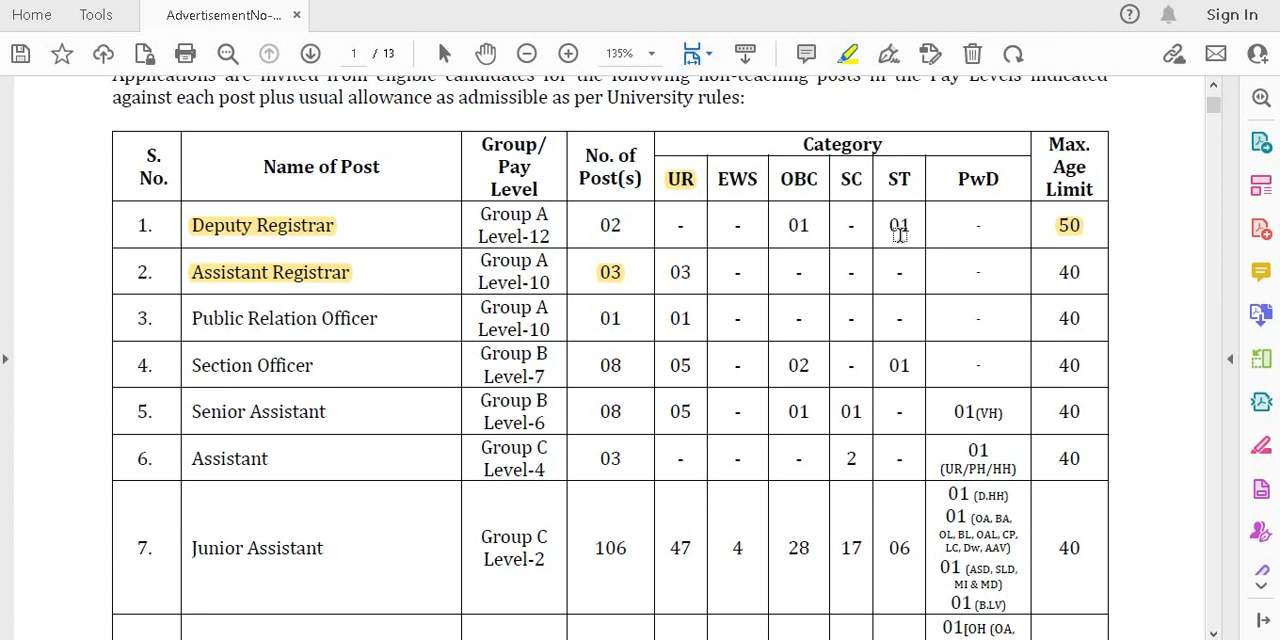 Home Tools AdvertisementNo-... × Sign In
1 / 13 135%
Applications are invited from eligible candidates for the following non-teaching posts in the Pay Levels indicated
against each post plus usual allowance as admissible as per University rules:
S. No. Name of Post Group/ Pay Level No. of Post(s) Category Max. Age Limit
UR EWS OBC SC ST PwD
1. Deputy Registrar Group A Level-12 02 - - 01 - 01 - 50
2. Assistant Registrar Group A Level-10 03 03 - - - - - 40
3. Public Relation Officer Group A Level-10 01 01 - - - - - 40
4. Section Officer Group B Level-7 08 05 - 02 - 01 - 40
5. Senior Assistant Group B Level-6 08 05 - 01 01 - 01(VH) 40
6. Assistant Group C Level-4 03 - - - 2 - 01 (UR/PH/HH) 40
7. Junior Assistant Group C Level-2 106 47 4 28 17 06 01 (D.HH) 01 (OA, BA, OL, BL, OAL, CP, LC, Dw, AAV) 01 (ASD, SLD, MI & MD) 01 (B.LV) 40
01[OH (OA,